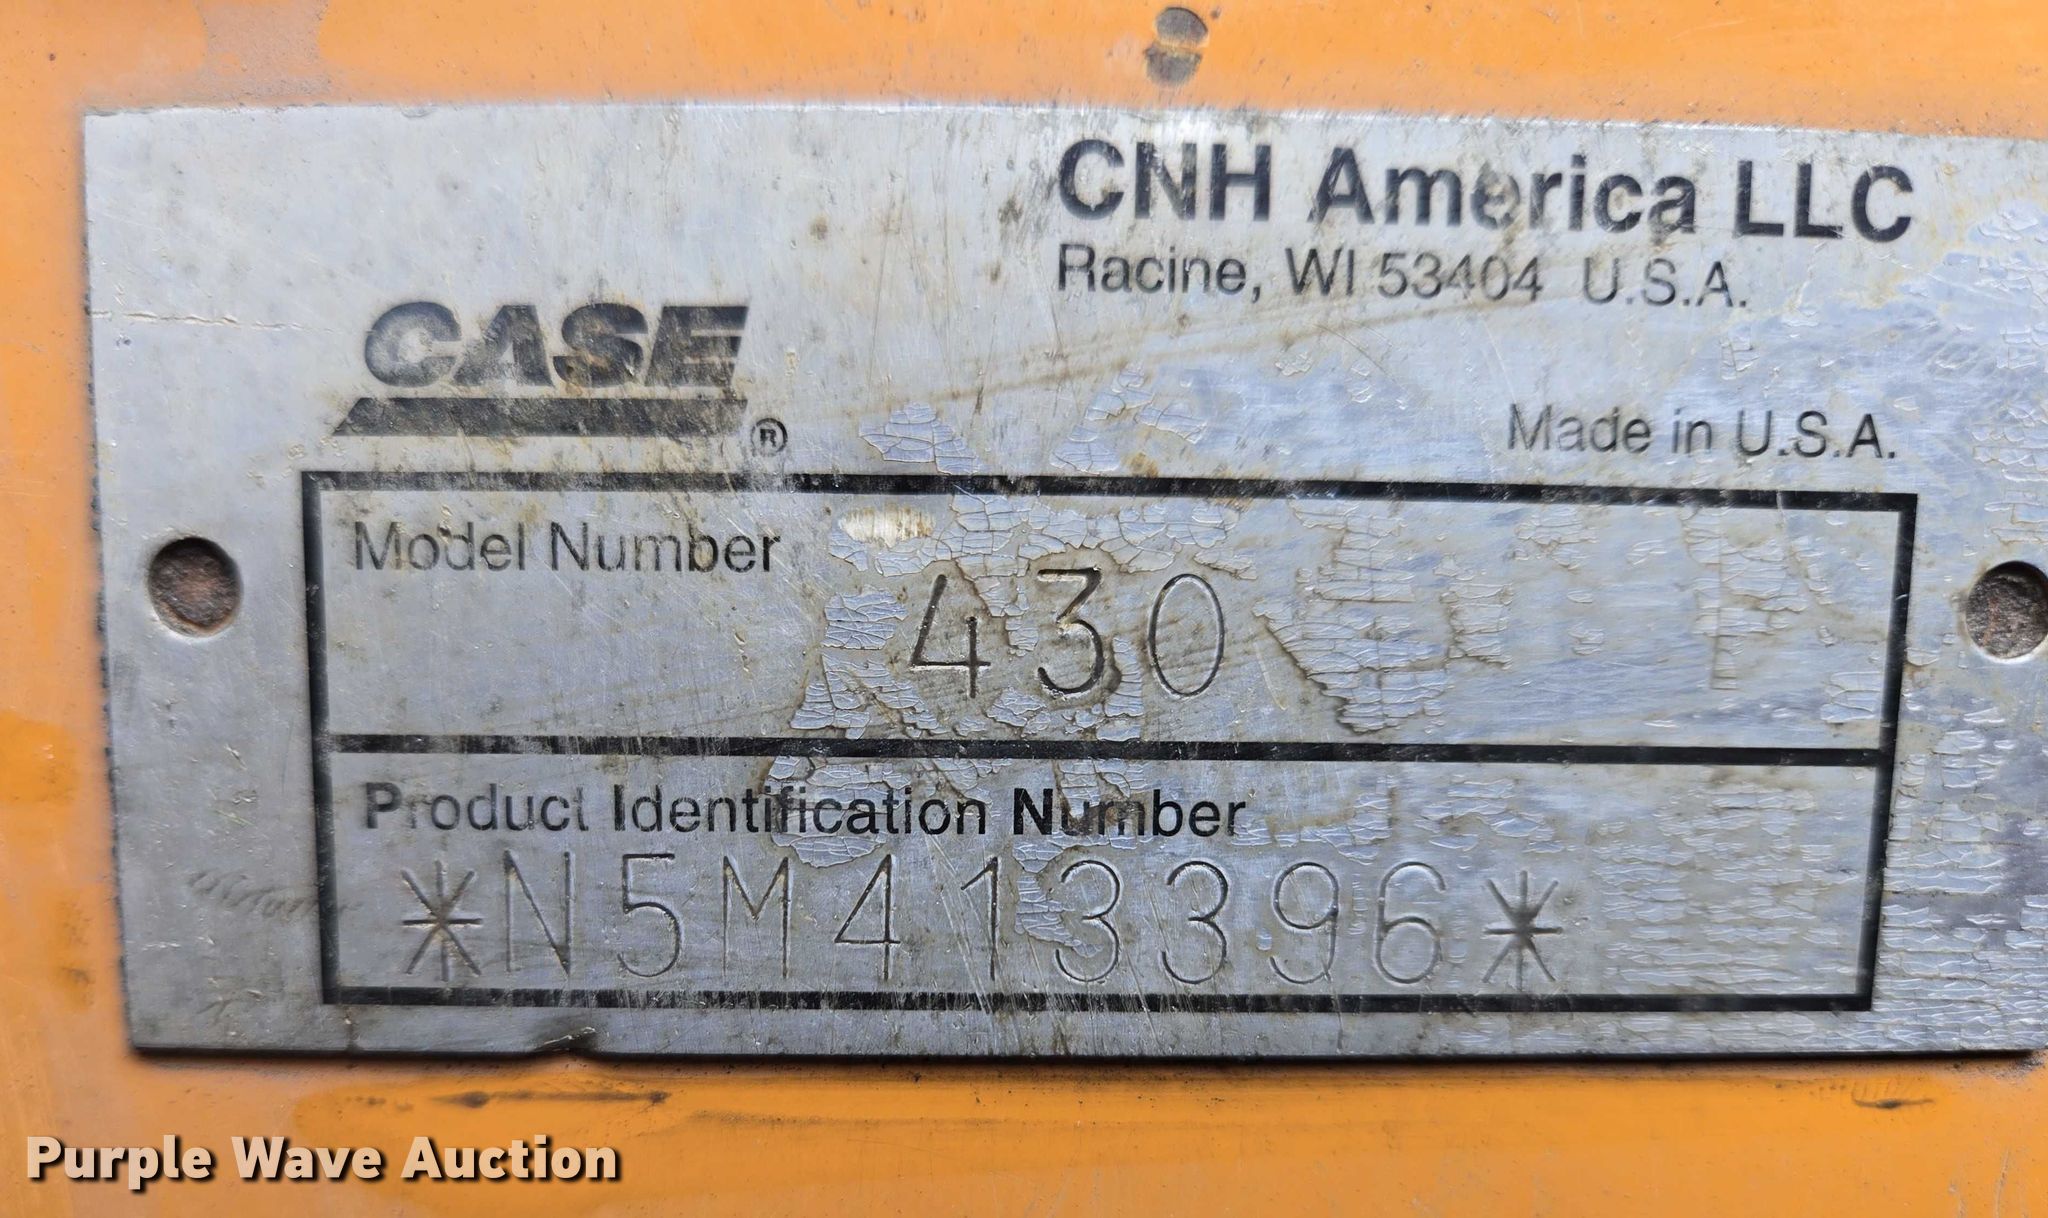 CNH America LLC
Racine, WI 53404 U.S.A.
CASE®
Made in U.S.A.
Model Number
430
Product Identification Number
*N5M413396*
Purple Wave Auction